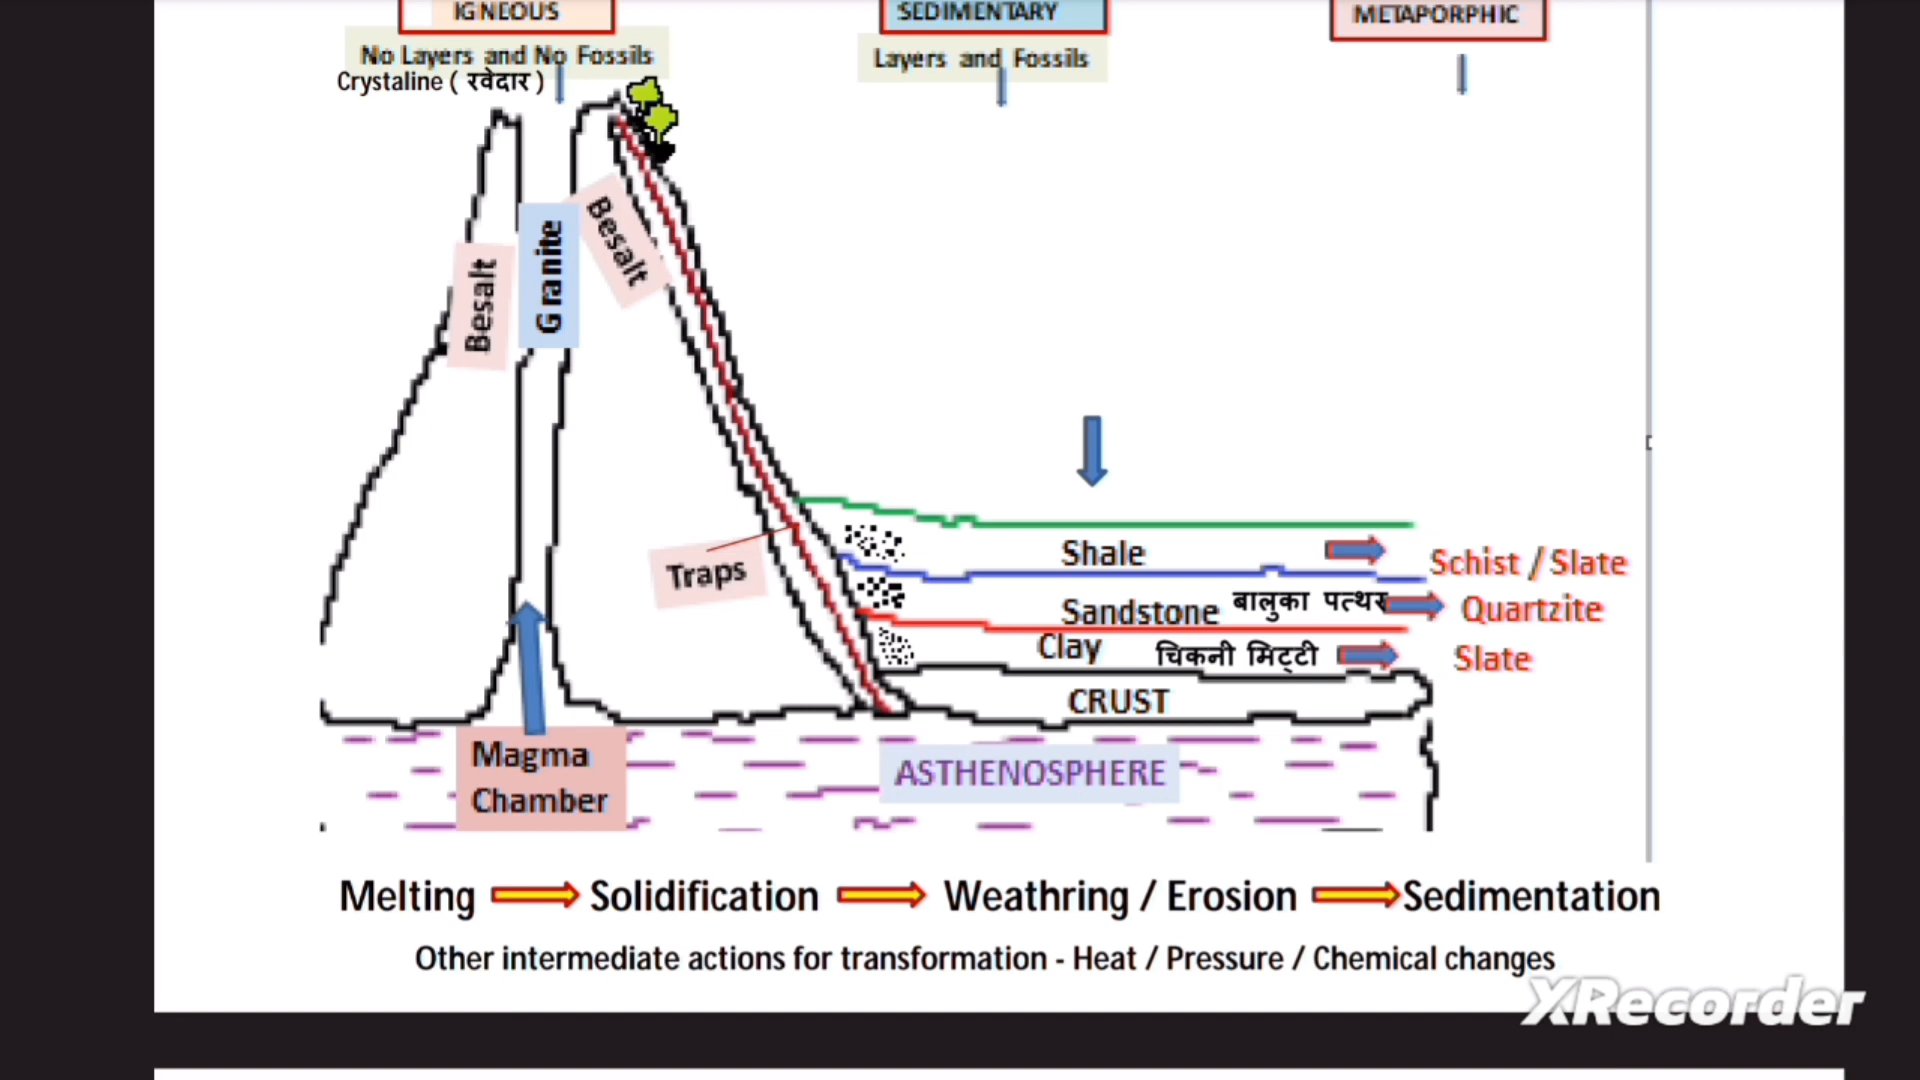 IGNEOUS
SEDIMENTARY
METAPORPHIC
No Layers and No Fossils
Layers and Fossils
Crystaline ( रवेदार )
Besalt
Granite
Besalt
Traps
Shale
Schist / Slate
Sandstone बालुका पत्थर
Quartzite
Clay चिकनी मिट्टी
Slate
CRUST
Magma
Chamber
ASTHENOSPHERE
Melting Solidification Weathring / Erosion Sedimentation
Other intermediate actions for transformation - Heat / Pressure / Chemical changes
XRecorder